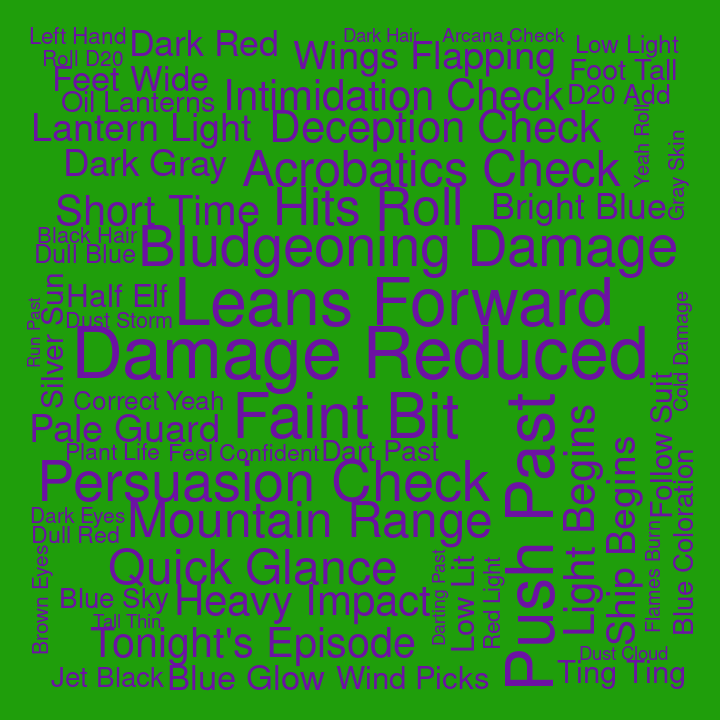 Left Hand
Dark Red
Dark Hair
Arcana Check
Low Light
Roll D20
Wings Flapping
Feet Wide
Foot Tall
Oil Lanterns
Intimidation Check
D20 Add
Lantern Light
Deception Check
Yeah Roll
Gray Skin
Dark Gray
Acrobatics Check
Short Time
Hits Roll
Bright Blue
Black Hair
Dull Blue
Bludgeoning Damage
Silver Sun
Half Elf
Leans Forward
Run Past
Dust Storm
Cold Damage
Damage Reduced
Correct Yeah
Faint Bit
Push Past
Light Begins
Follow Suit
Pale Guard
Plant Life
Feel Confident
Dart Past
Ship Begins
Blue Coloration
Persuasion Check
Dark Eyes
Mountain Range
Dull Red
Flames Burn
Brown Eyes
Quick Glance
Darting Past
Low Lit
Red Light
Blue Sky
Heavy Impact
Tall Thin
Tonight's Episode
Dust Cloud
Jet Black
Blue Glow
Wind Picks
Ting Ting